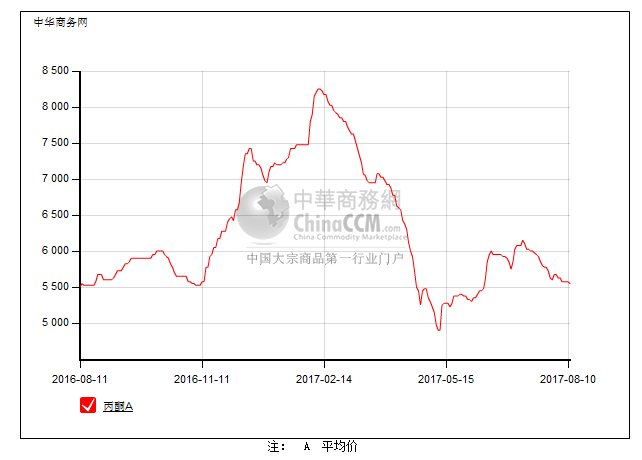 中华商务网
8 500
8 000
7 500
7 000
6 500
6 000
5 500
5 000
中華商務網
ChinaCCM.com
China Commodity Marketplace
中国大宗商品第一行业门户
2016-08-11
2016-11-11
2017-02-14
2017-05-15
2017-08-10
丙酮A
注： A 平均价